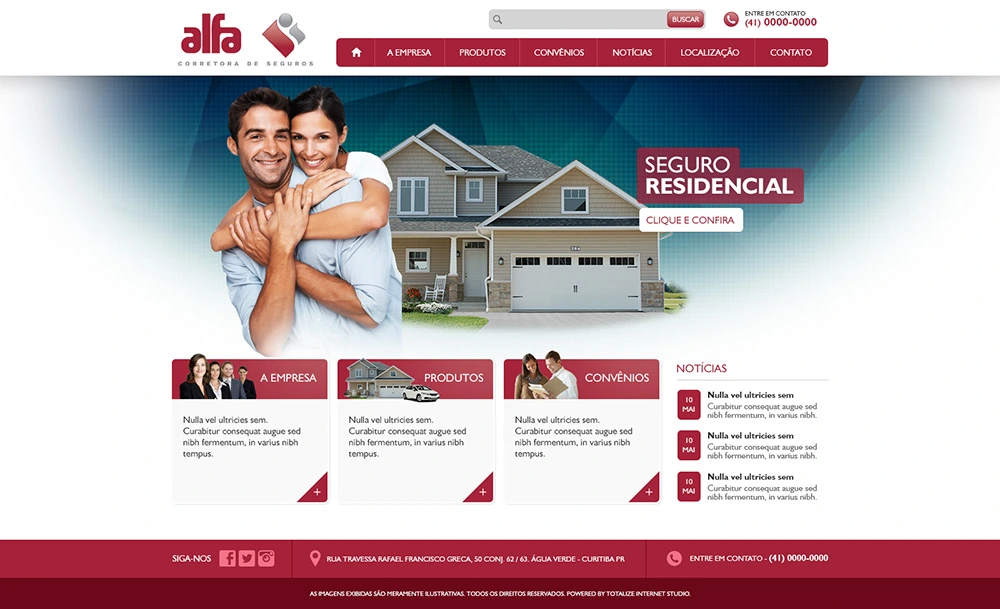 alfa
CORRETORA DE SEGUROS
BUSCAR
ENTRE EM CONTATO
(41) 0000-0000
A EMPRESA
PRODUTOS
CONVÊNIOS
NOTÍCIAS
LOCALIZAÇÃO
CONTATO
SEGURO
RESIDENCIAL
CLIQUE E CONFIRA
A EMPRESA
Nulla vel ultricies sem.
Curabitur consequat augue sed
nibh fermentum, in varius nibh
tempus.
+
PRODUTOS
Nulla vel ultricies sem.
Curabitur consequat augue sed
nibh fermentum, in varius nibh
tempus.
+
CONVÊNIOS
Nulla vel ultricies sem.
Curabitur consequat augue sed
nibh fermentum, in varius nibh
tempus.
+
NOTÍCIAS
10
MAI
Nulla vel ultricies sem
Curabitur consequat augue sed
nibh fermentum, in varius nibh.
10
MAI
Nulla vel ultricies sem
Curabitur consequat augue sed
nibh fermentum, in varius nibh.
10
MAI
Nulla vel ultricies sem
Curabitur consequat augue sed
nibh fermentum, in varius nibh.
SIGA-NOS
RUA TRAVESSA RAFAEL FRANCISCO GRECA, 50 CONJ. 62 / 63. ÁGUA VERDE - CURITIBA PR
ENTRE EM CONTATO - (41) 0000-0000
AS IMAGENS EXIBIDAS SÃO MERAMENTE ILUSTRATIVAS. TODOS OS DIREITOS RESERVADOS. POWERED BY TOTALIZE INTERNET STUDIO.